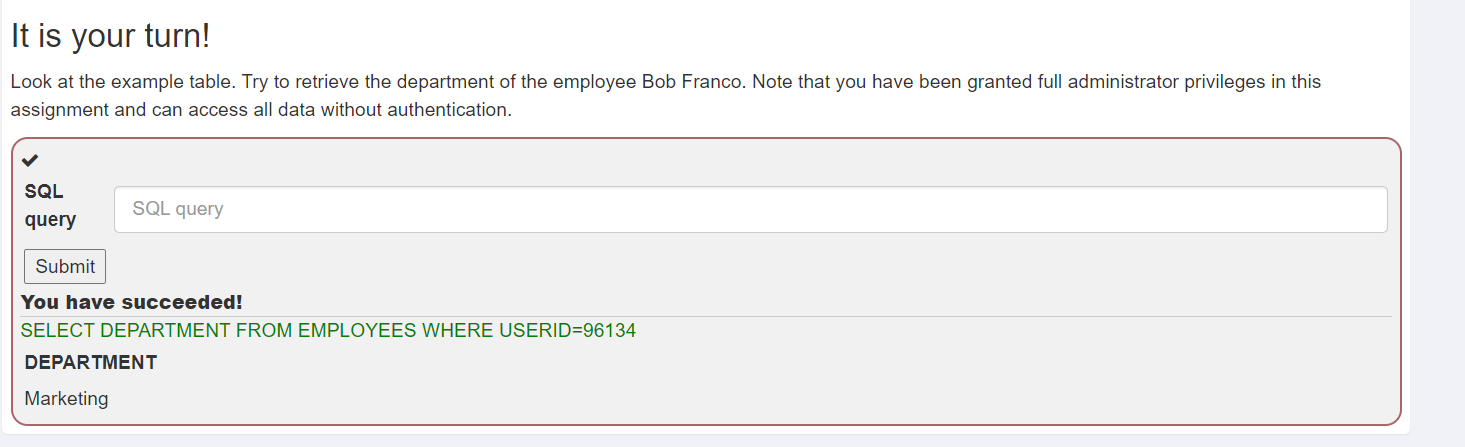 It is your turn!
Look at the example table. Try to retrieve the department of the employee Bob Franco. Note that you have been granted full administrator privileges in this
assignment and can access all data without authentication.
SQL
query
SQL query
Submit
You have succeeded!
SELECT DEPARTMENT FROM EMPLOYEES WHERE USERID=96134
DEPARTMENT
Marketing